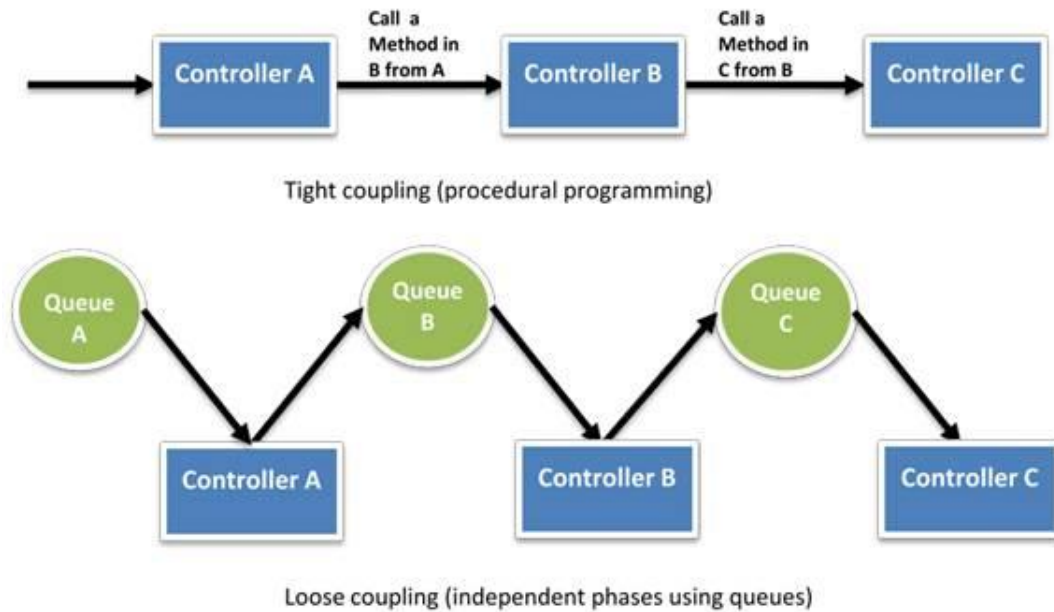 Call a
Method in
B from A
Call a
Method in
C from B
Controller A
Controller B
Controller C
Tight coupling (procedural programming)
Queue
A
Queue
B
Queue
C
Controller A
Controller B
Controller C
Loose coupling (independent phases using queues)